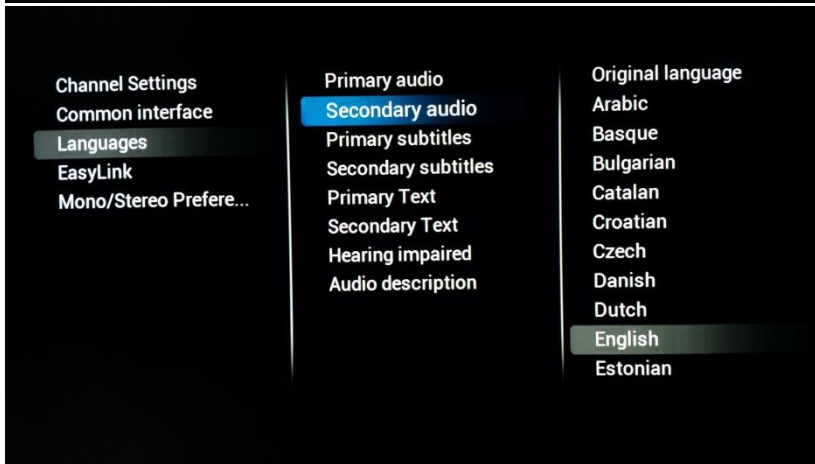 Channel Settings
Common interface
Languages
EasyLink
Mono/Stereo Prefere...
Primary audio
Secondary audio
Primary subtitles
Secondary subtitles
Primary Text
Secondary Text
Hearing impaired
Audio description
Original language
Arabic
Basque
Bulgarian
Catalan
Croatian
Czech
Danish
Dutch
English
Estonian